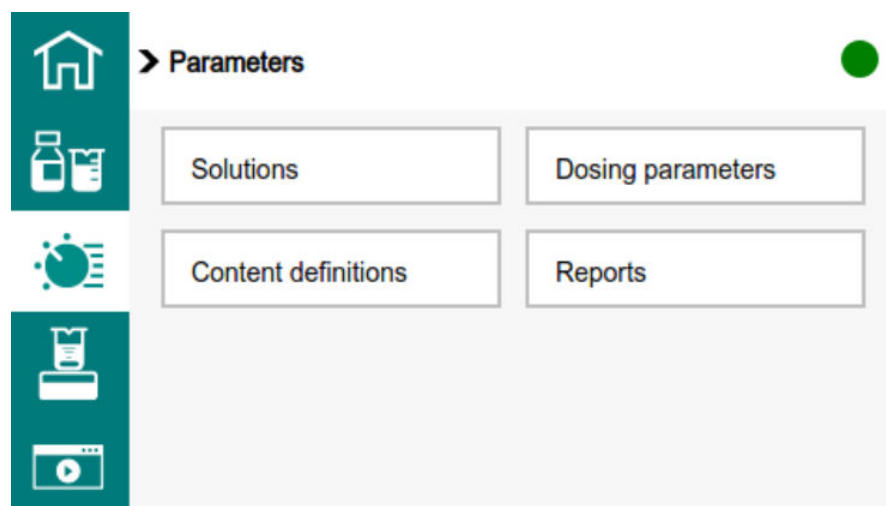 Parameters
Solutions
Dosing parameters
Content definitions
Reports